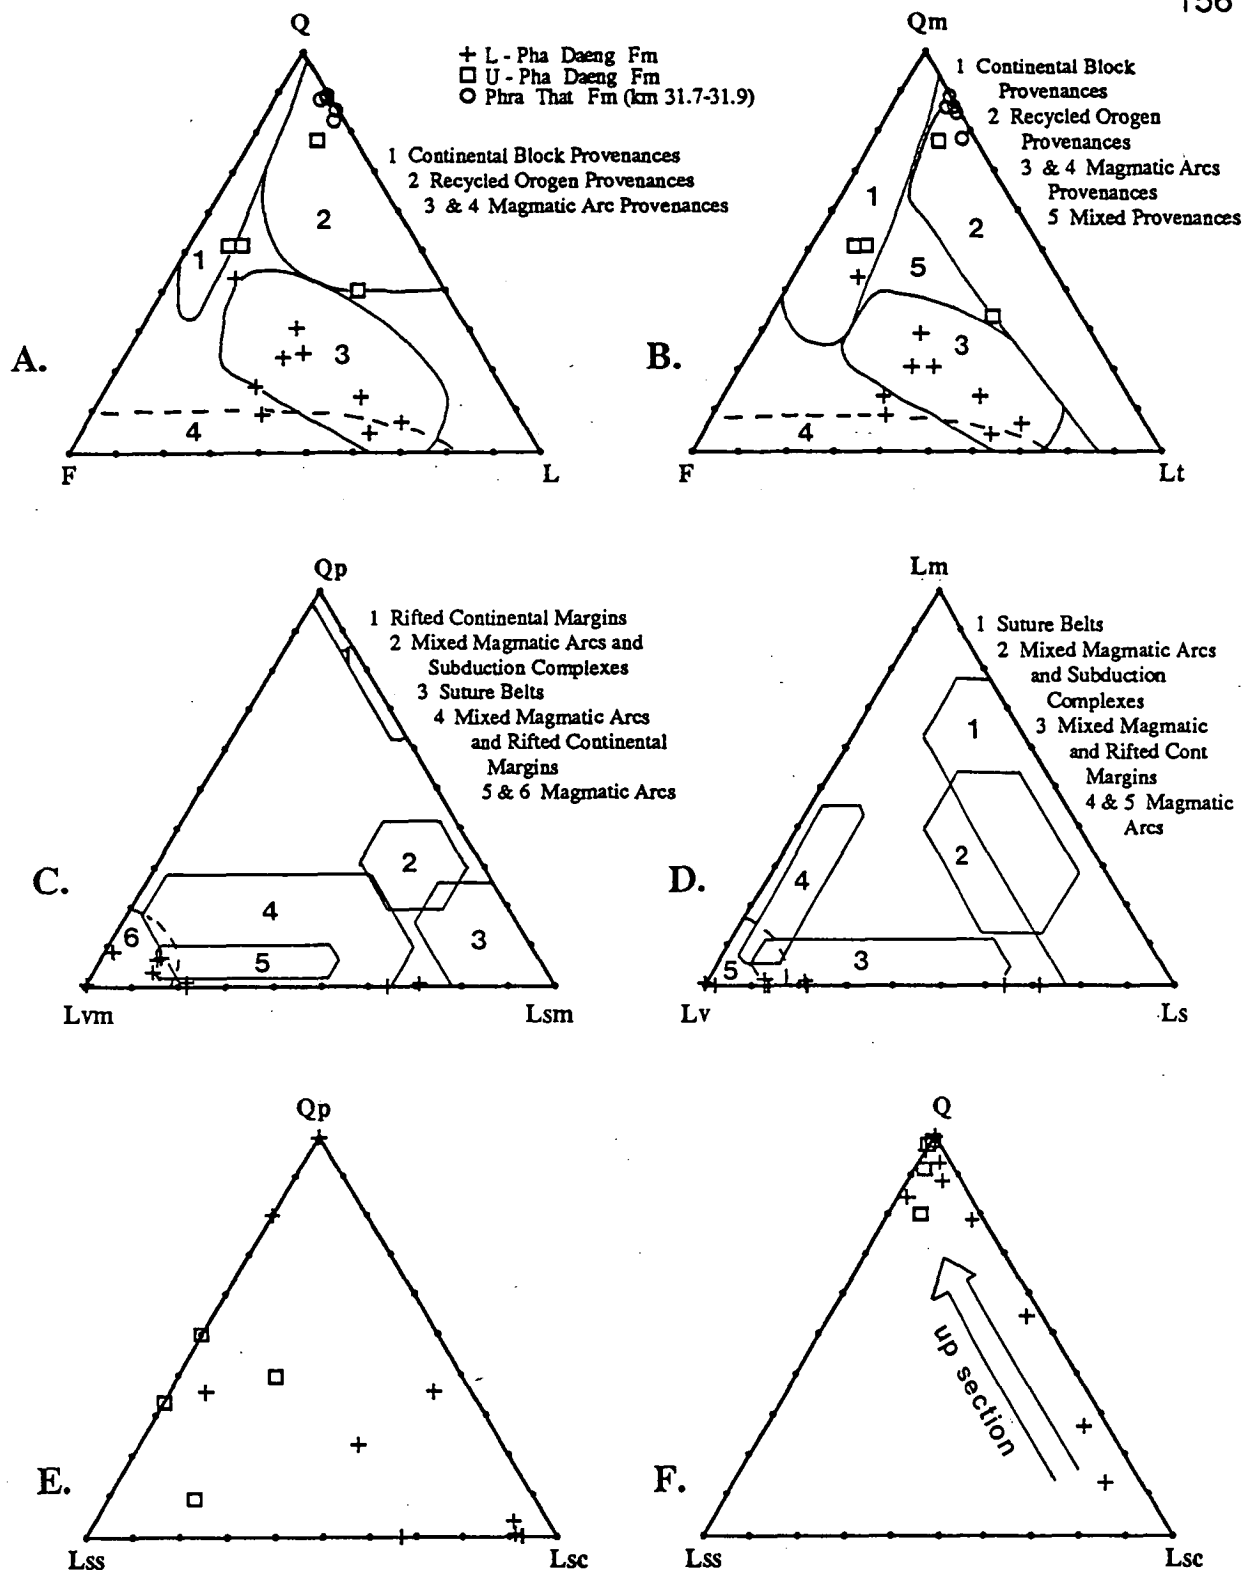 156
Q
+ L - Pha Daeng Fm
□ U - Pha Daeng Fm
○ Phra That Fm (km 31.7-31.9)
1 Continental Block Provenances
2 Recycled Orogen Provenances
3 & 4 Magmatic Arc Provenances
1
2
3
4
A.
F
L
Qm
1 Continental Block
Provenances
2 Recycled Orogen
Provenances
3 & 4 Magmatic Arcs
Provenances
5 Mixed Provenances
1
2
5
3
4
B.
F
Lt
Qp
1 Rifted Continental Margins
2 Mixed Magmatic Arcs and
Subduction Complexes
3 Suture Belts
4 Mixed Magmatic Arcs
and Rifted Continental
Margins
5 & 6 Magmatic Arcs
1
2
4
6
5
3
C.
Lvm
Lsm
Lm
1 Suture Belts
2 Mixed Magmatic Arcs
and Subduction
Complexes
3 Mixed Magmatic
and Rifted Cont
Margins
4 & 5 Magmatic
Arcs
1
2
4
3
5
D.
Lv
Ls
Qp
E.
Lss
Lsc
Q
up section
F.
Lss
Lsc